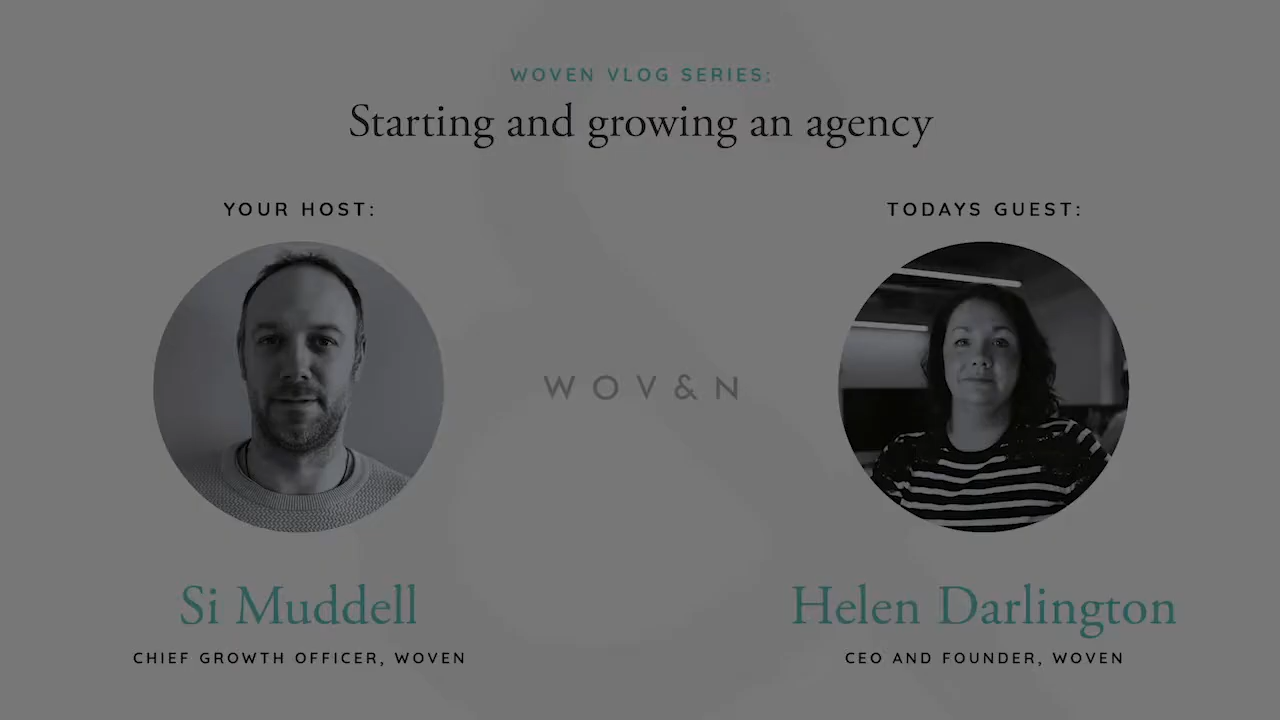 WOVEN VLOG SERIES:
Starting and growing an agency
YOUR HOST:
TODAYS GUEST:
WOV&N
Si Muddell
Helen Darlington
CHIEF GROWTH OFFICER, WOVEN
CEO AND FOUNDER, WOVEN